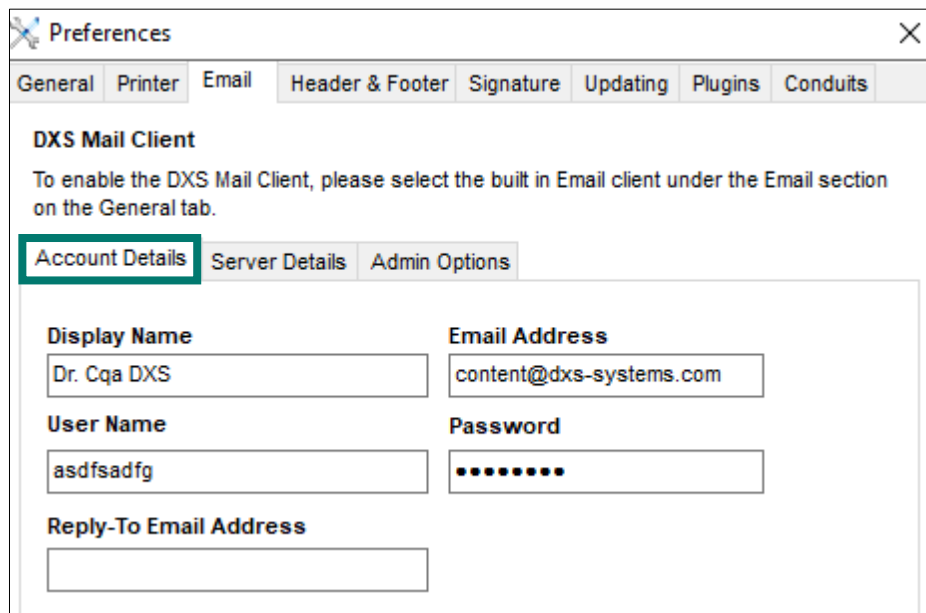 Preferences
General Printer Email Header & Footer Signature Updating Plugins Conduits
DXS Mail Client
To enable the DXS Mail Client, please select the built in Email client under the Email section
on the General tab.
Account Details Server Details Admin Options
Display Name Email Address
Dr. Cqa DXS content@dxs-systems.com
User Name Password
asdfsadfg ●●●●●●●●
Reply-To Email Address